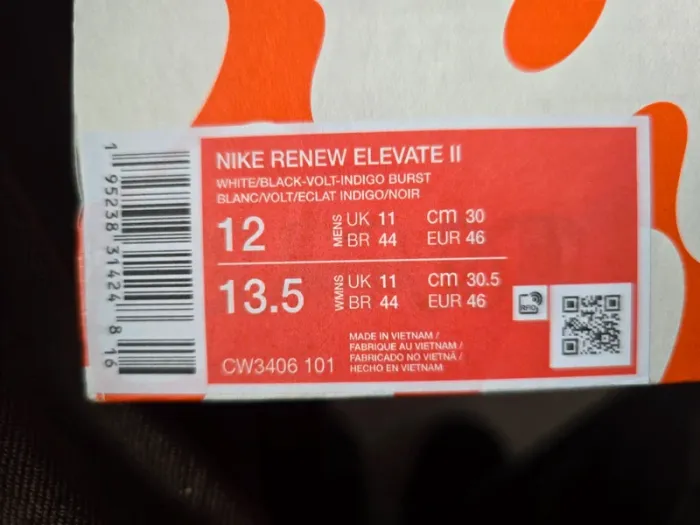 NIKE RENEW ELEVATE II
WHITE/BLACK-VOLT-INDIGO BURST
BLANC/VOLT/ECLAT INDIGO/NOIR
12 MENS UK 11 cm 30
BR 44 EUR 46
13.5 WMNS UK 11 cm 30.5
BR 44 EUR 46
RFID
MADE IN VIETNAM /
FABRIQUE AU VIETNAM /
FABRICADO NO VIETNÃ /
HECHO EN VIETNAM
CW3406 101
1 95238 31424 8 16